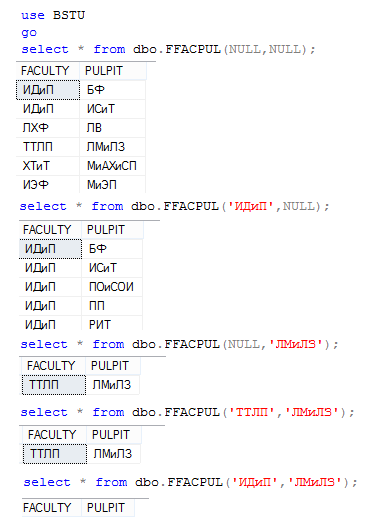 use BSTU
go
select * from dbo.FFACPUL(NULL,NULL);
FACULTY PULPIT
ИДиП БФ
ИДиП ИСиТ
ЛХФ ЛВ
ТТЛП ЛМиЛЗ
ХТиТ МиАХиСП
ИЭФ МиЭП
select * from dbo.FFACPUL('ИДиП',NULL);
FACULTY PULPIT
ИДиП БФ
ИДиП ИСиТ
ИДиП ПОиСОИ
ИДиП ПП
ИДиП РИТ
select * from dbo.FFACPUL(NULL,'ЛМиЛЗ');
FACULTY PULPIT
ТТЛП ЛМиЛЗ
select * from dbo.FFACPUL('ТТЛП','ЛМиЛЗ');
FACULTY PULPIT
ТТЛП ЛМиЛЗ
select * from dbo.FFACPUL('ИДиП','ЛМиЛЗ');
FACULTY PULPIT